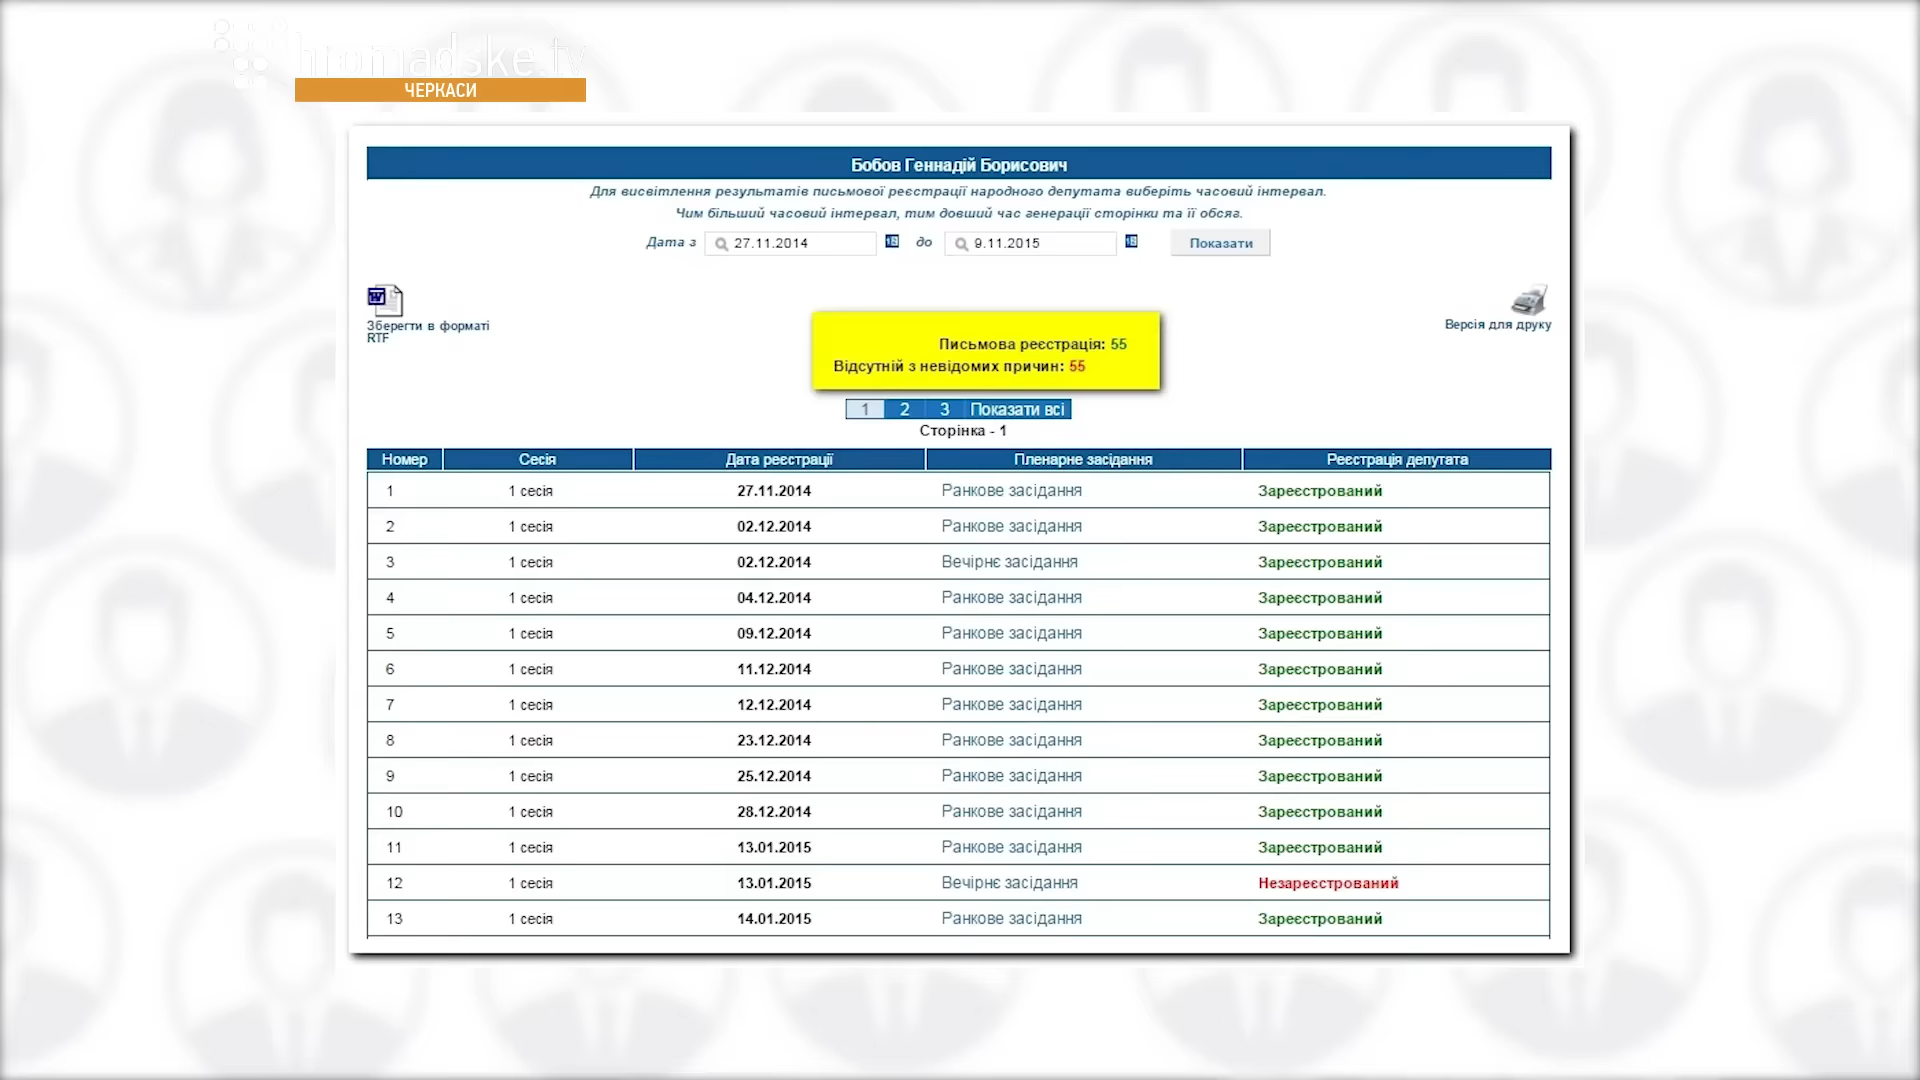 hromadske.tv
ЧЕРКАСИ
Бобов Геннадій Борисович
Для висвітлення результатів письмової реєстрації народного депутата виберіть часовий інтервал.
Чим більший часовий інтервал, тим довший час генерації сторінки та її обсяг.
Дата з 27.11.2014 до 9.11.2015 Показати
Зберегти в форматі
RTF
Версія для друку
Письмова реєстрація: 55
Відсутній з невідомих причин: 55
1 2 3 Показати всі
Сторінка - 1
Номер Сесія Дата реєстрації Пленарне засідання Реєстрація депутата
1 1 сесія 27.11.2014 Ранкове засідання Зареєстрований
2 1 сесія 02.12.2014 Ранкове засідання Зареєстрований
3 1 сесія 02.12.2014 Вечірнє засідання Зареєстрований
4 1 сесія 04.12.2014 Ранкове засідання Зареєстрований
5 1 сесія 09.12.2014 Ранкове засідання Зареєстрований
6 1 сесія 11.12.2014 Ранкове засідання Зареєстрований
7 1 сесія 12.12.2014 Ранкове засідання Зареєстрований
8 1 сесія 23.12.2014 Ранкове засідання Зареєстрований
9 1 сесія 25.12.2014 Ранкове засідання Зареєстрований
10 1 сесія 28.12.2014 Ранкове засідання Зареєстрований
11 1 сесія 13.01.2015 Ранкове засідання Зареєстрований
12 1 сесія 13.01.2015 Вечірнє засідання Незареєстрований
13 1 сесія 14.01.2015 Ранкове засідання Зареєстрований